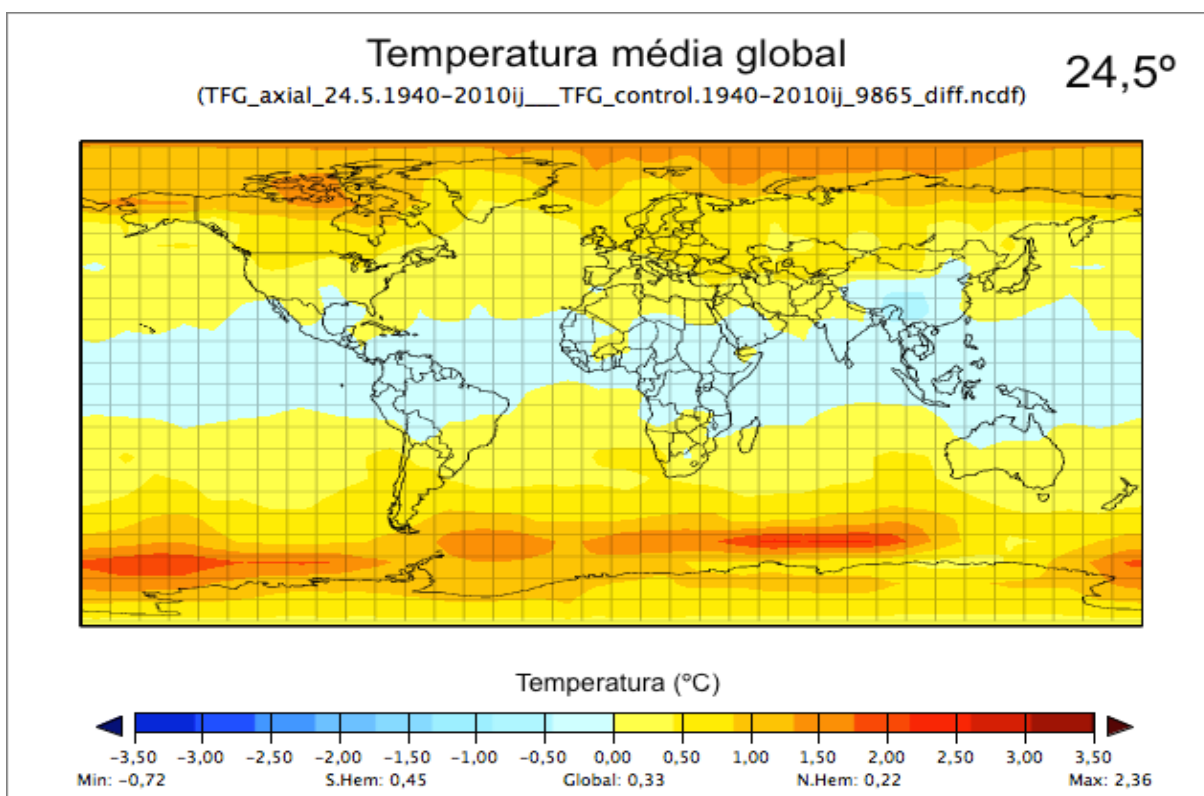 Temperatura média global
24,5º
(TFG_axial_24.5.1940-2010ij___TFG_control.1940-2010ij_9865_diff.ncdf)
Temperatura (ºC)
-3,50 -3,00 -2,50 -2,00 -1,50 -1,00 -0,50 0,00 0,50 1,00 1,50 2,00 2,50 3,00 3,50
Min: -0,72 S.Hem: 0,45 Global: 0,33 N.Hem: 0,22 Max: 2,36